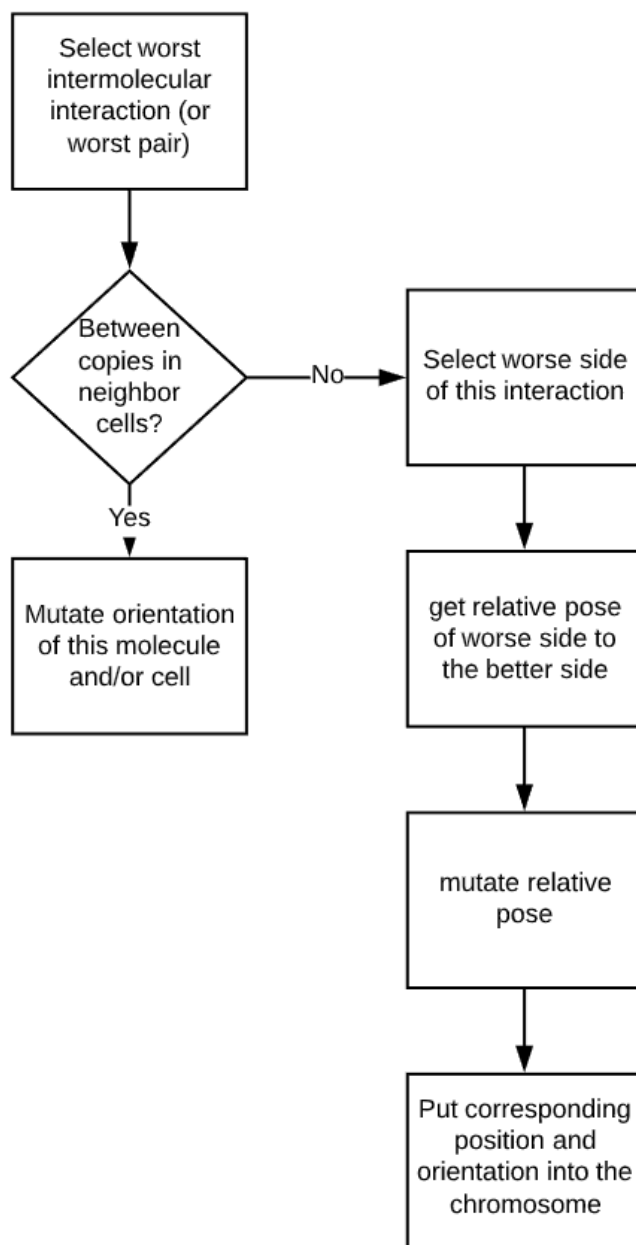 Select worst
intermolecular
interaction (or
worst pair)
Between
copies in
neighbor
cells?
No
Select worse side
of this interaction
Yes
Mutate orientation
of this molecule
and/or cell
get relative pose
of worse side to
the better side
mutate relative
pose
Put corresponding
position and
orientation into the
chromosome